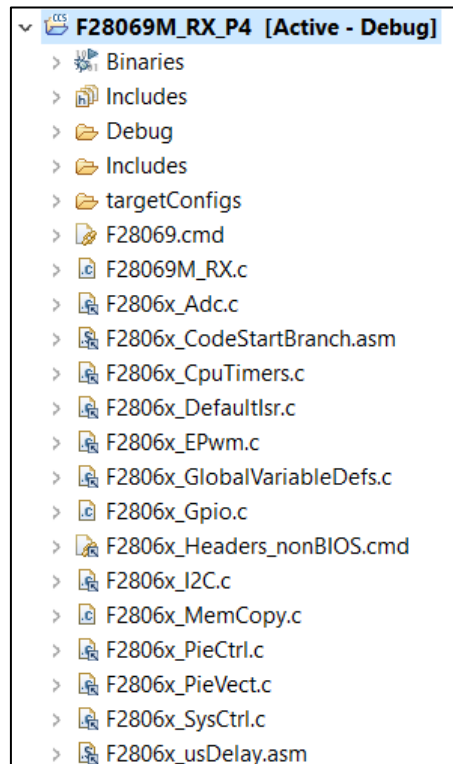 F28069M_RX_P4 [Active - Debug]
Binaries
Includes
Debug
Includes
targetConfigs
F28069.cmd
F28069M_RX.c
F2806x_Adc.c
F2806x_CodeStartBranch.asm
F2806x_CpuTimers.c
F2806x_DefaultIsr.c
F2806x_EPwm.c
F2806x_GlobalVariableDefs.c
F2806x_Gpio.c
F2806x_Headers_nonBIOS.cmd
F2806x_I2C.c
F2806x_MemCopy.c
F2806x_PieCtrl.c
F2806x_PieVect.c
F2806x_SysCtrl.c
F2806x_usDelay.asm